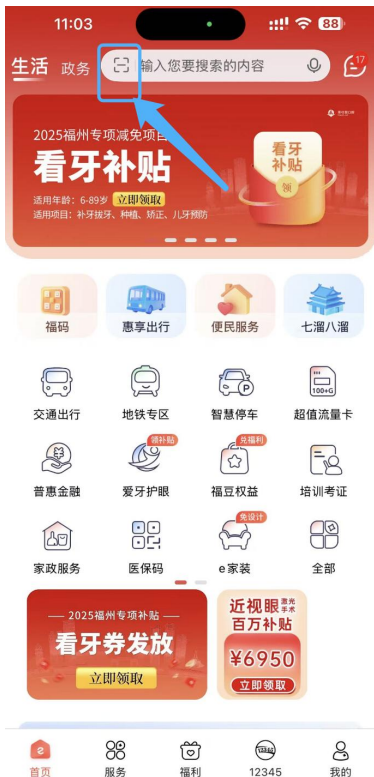 11:03
88
生活 政务 输入您要搜索的内容 17
2025福州专项减免项目
看牙补贴
适用年龄：6-89岁 立即领取
适用项目：补牙拔牙、种植、矫正、儿牙预防
看牙
补贴
领
福码 惠享出行 便民服务 七溜八溜
100+G
交通出行 地铁专区 智慧停车 超值流量卡
领补贴 兑福利
普惠金融 爱牙护眼 福豆权益 培训考证
免设计
家政服务 医保码 e家装 全部
2025福州专项补贴
看牙券发放
立即领取
近视眼 激光手术
百万补贴
¥6950
立即领取
e
12345
首页 服务 福利 12345 我的